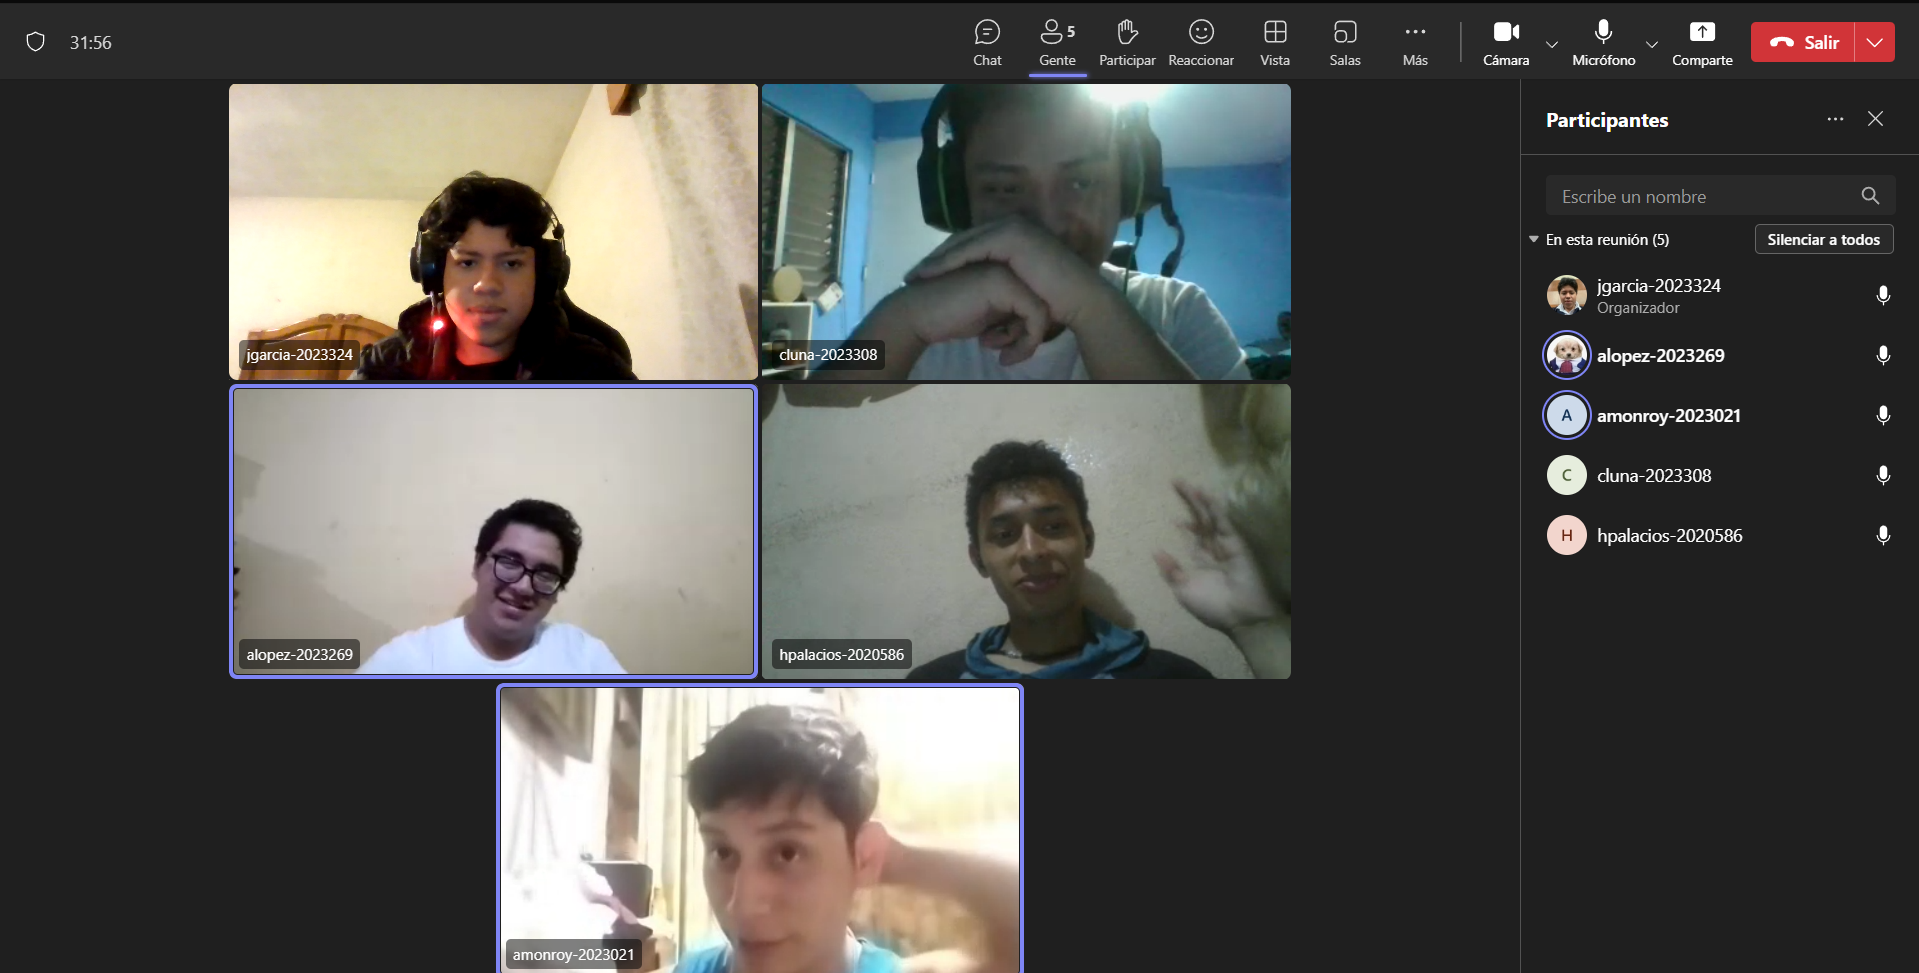 31:56
Chat
Gente
5
Participar
Reaccionar
Vista
Salas
Más
Cámara
Micrófono
Comparte
Salir
jgarcia-2023324
cluna-2023308
alopez-2023269
hpalacios-2020586
amonroy-2023021
Participantes
Escribe un nombre
En esta reunión (5)
Silenciar a todos
jgarcia-2023324
Organizador
alopez-2023269
A
amonroy-2023021
C
cluna-2023308
H
hpalacios-2020586